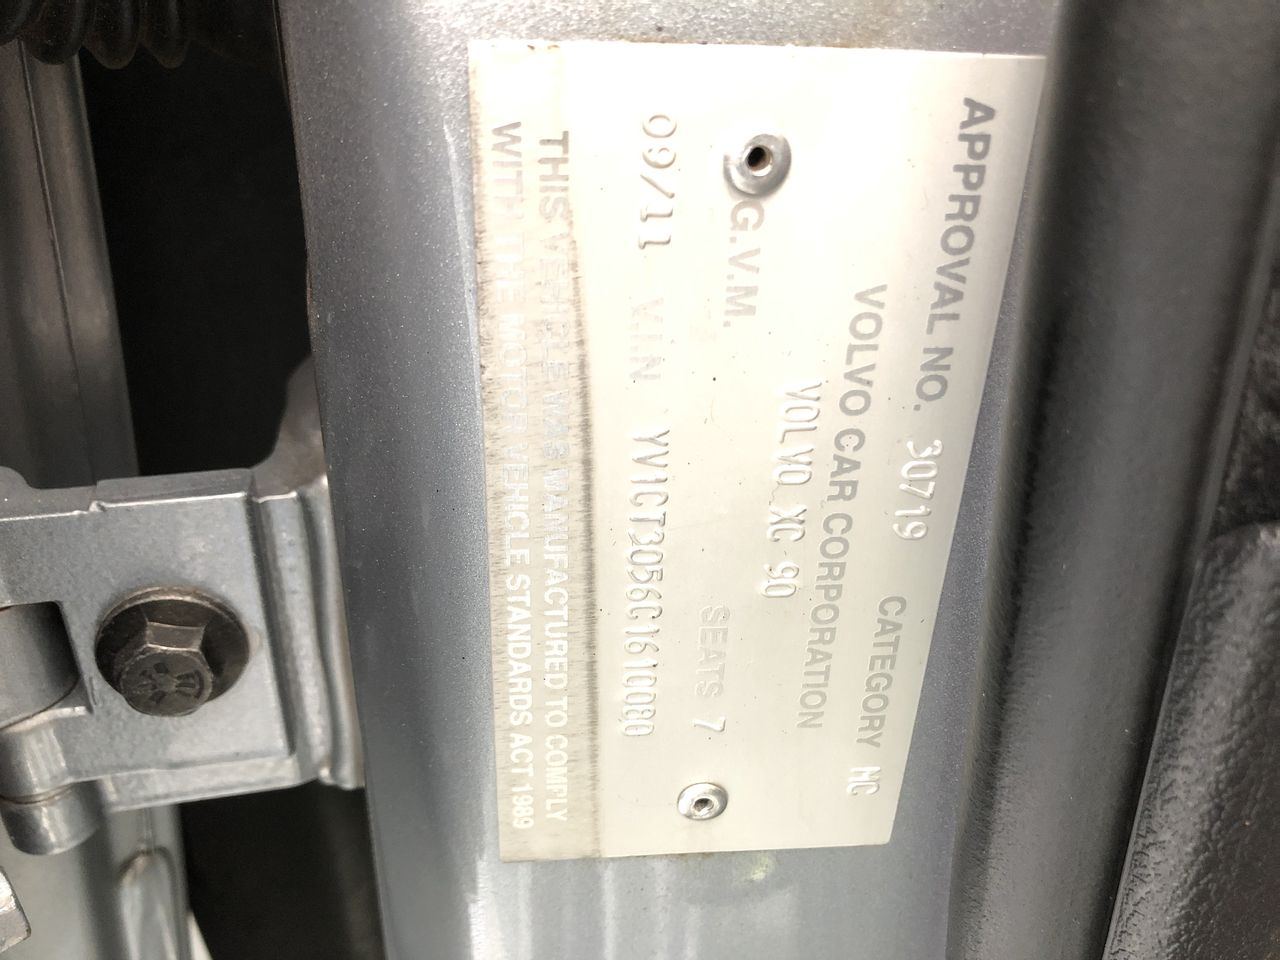 APPROVAL NO. 30719 CATEGORY MC
VOLVO CAR CORPORATION
VOLVO XC 90
G.V.M. SEATS 7
09/11 VIN YV1CT3056C1610080
THIS VEHICLE WAS MANUFACTURED TO COMPLY
WITH THE MOTOR VEHICLE STANDARDS ACT 1989